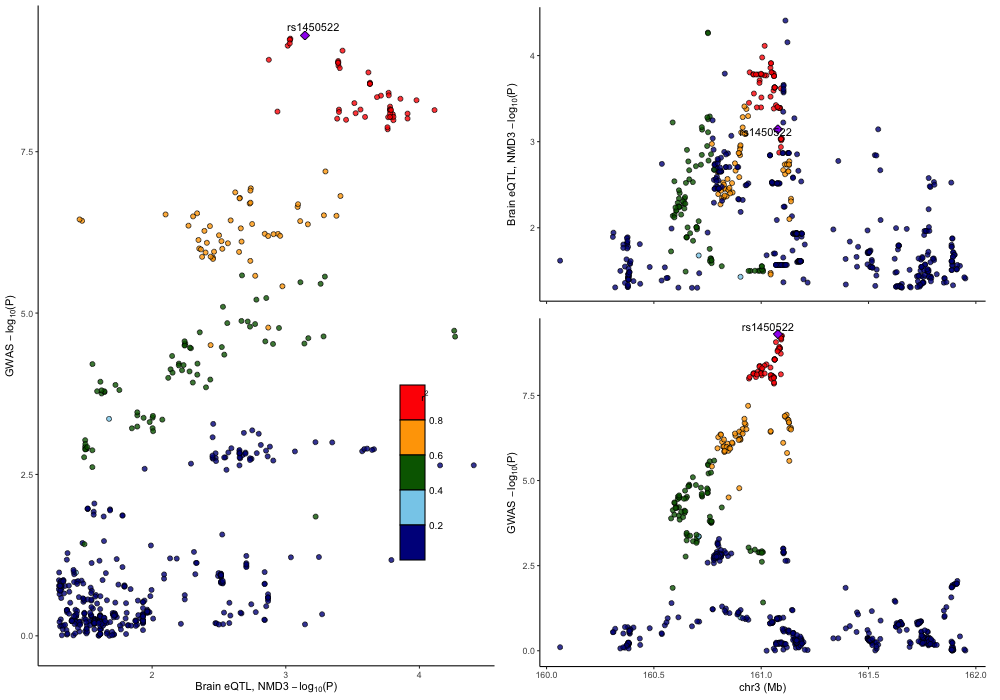 rs1450522
GWAS −log10(P)
7.5
5.0
2.5
0.0
2
3
4
Brain eQTL, NMD3 −log10(P)
r2
0.8
0.6
0.4
0.2
Brain eQTL, NMD3 −log10(P)
4
3
2
rs1450522
GWAS −log10(P)
7.5
5.0
2.5
0.0
rs1450522
160.0
160.5
161.0
161.5
162.0
chr3 (Mb)